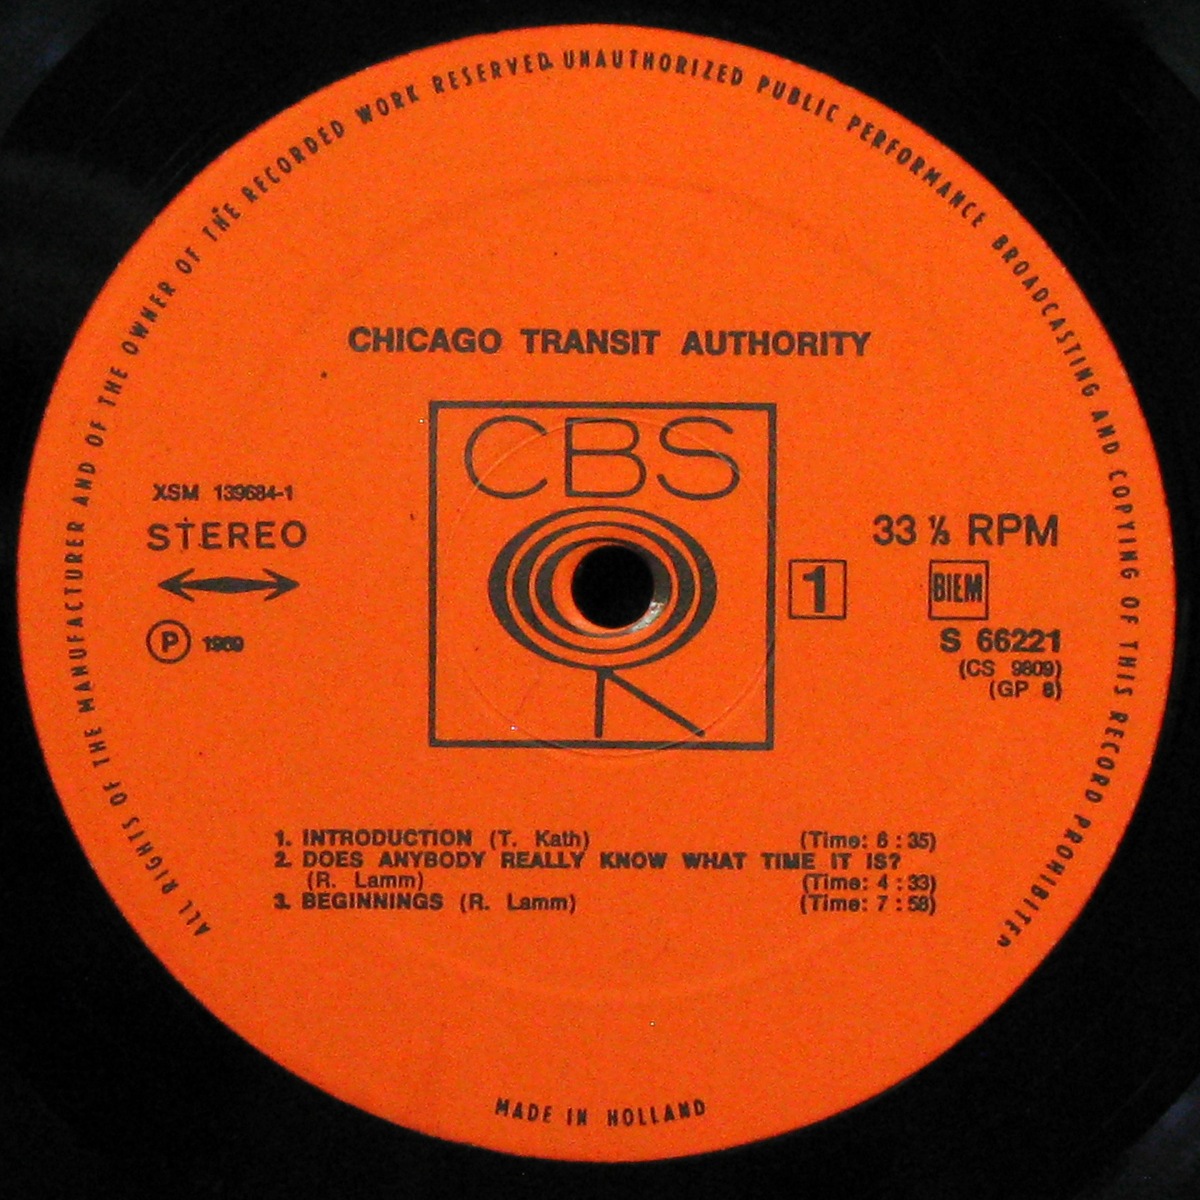 ALL RIGHTS OF THE MANUFACTURER AND OF THE OWNER OF THE RECORDED WORK RESERVED. UNAUTHORIZED PUBLIC PERFORMANCE BROADCASTING AND COPYING OF THIS RECORD PROHIBITED
CHICAGO TRANSIT AUTHORITY
CBS
XSM 139684-1
STEREO
33 ⅓ RPM
1
BIEM
P 1969
S 66221
(CS 9809)
(GP 8)
1. INTRODUCTION (T. Kath) (Time: 6 : 35)
2. DOES ANYBODY REALLY KNOW WHAT TIME IT IS?
(R. Lamm) (Time: 4 : 33)
3. BEGINNINGS (R. Lamm) (Time: 7 : 58)
MADE IN HOLLAND